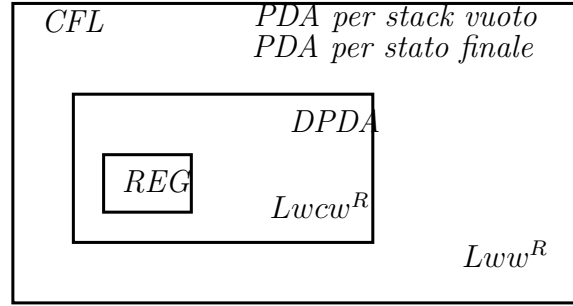 CFL PDA per stack vuoto
PDA per stato finale
DPDA
REG
Lwcw^R
Lww^R